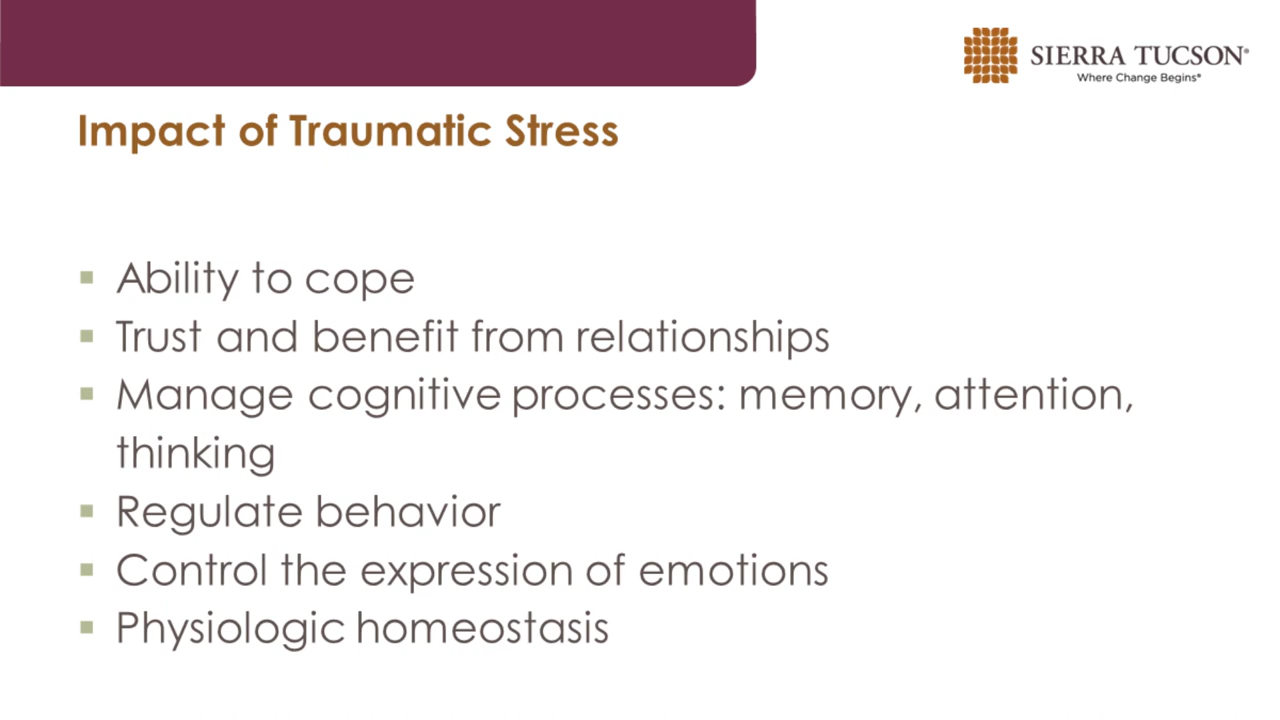 SIERRA TUCSON®
Where Change Begins®
Impact of Traumatic Stress
▪ Ability to cope
▪ Trust and benefit from relationships
▪ Manage cognitive processes: memory, attention,
thinking
▪ Regulate behavior
▪ Control the expression of emotions
▪ Physiologic homeostasis